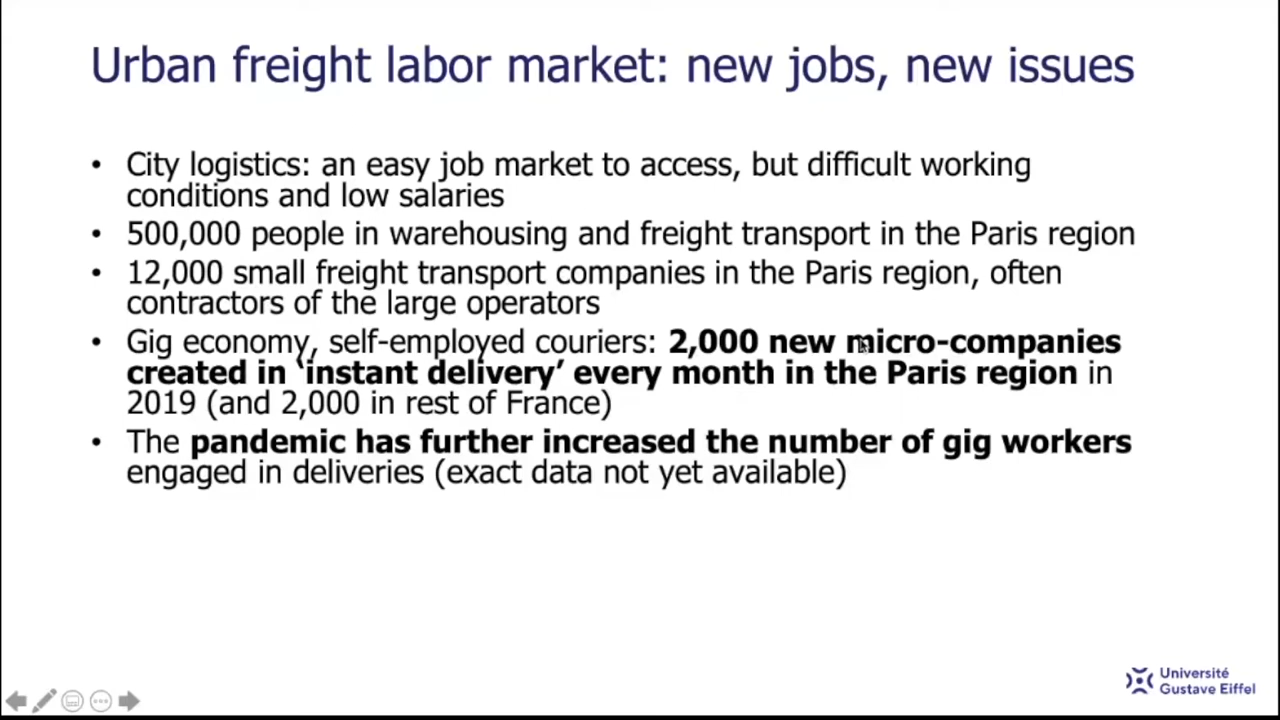 Urban freight labor market: new jobs, new issues
• City logistics: an easy job market to access, but difficult working
conditions and low salaries
• 500,000 people in warehousing and freight transport in the Paris region
• 12,000 small freight transport companies in the Paris region, often
contractors of the large operators
• Gig economy, self-employed couriers: 2,000 new micro-companies
created in ‘instant delivery’ every month in the Paris region in
2019 (and 2,000 in rest of France)
• The pandemic has further increased the number of gig workers
engaged in deliveries (exact data not yet available)
Université
Gustave Eiffel